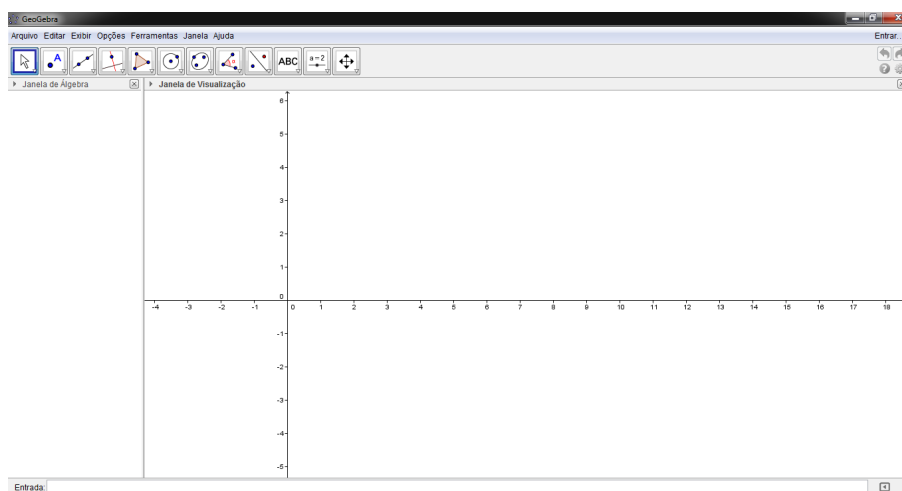 GeoGebra
Arquivo Editar Exibir Opções Ferramentas Janela Ajuda Entrar...
A α ABC a=2
Janela de Álgebra Janela de Visualização
6
5
4
3
2
1
0
-4 -3 -2 -1 0 1 2 3 4 5 6 7 8 9 10 11 12 13 14 15 16 17 18
-1
-2
-3
-4
-5
Entrada: